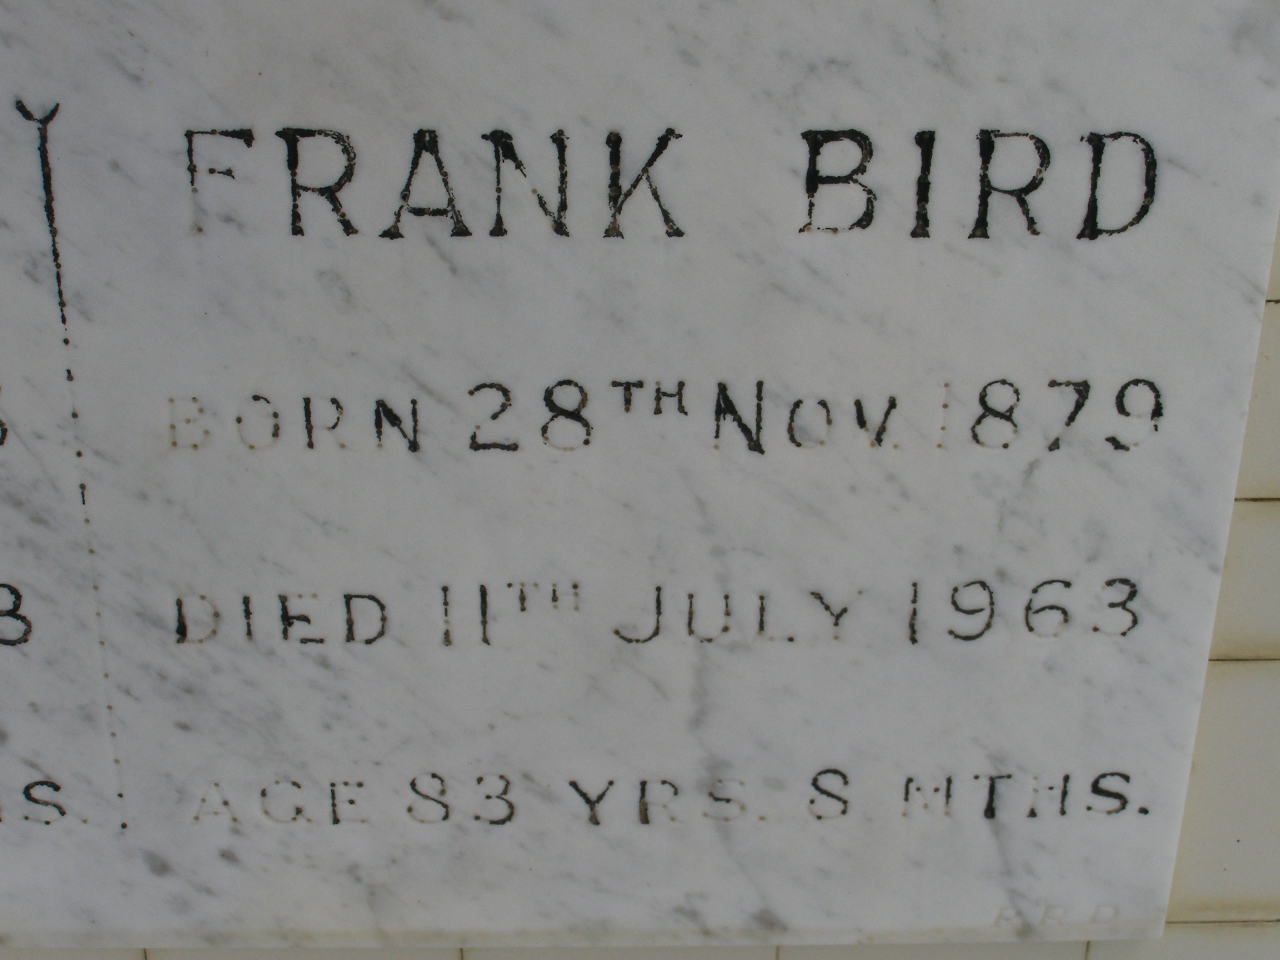 FRANK BIRD
BORN 28TH NOV. 1879
DIED 11TH JULY 1963
AGE 83 YRS. 8 MTHS.